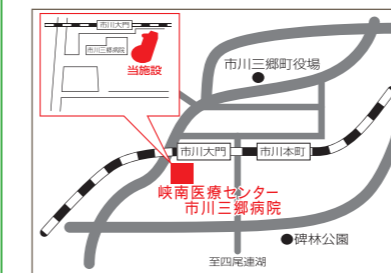 市川大門
市川三郷病院
当施設
市川三郷町役場
市川大門
市川本町
峡南医療センター
市川三郷病院
碑林公園
至四尾連湖